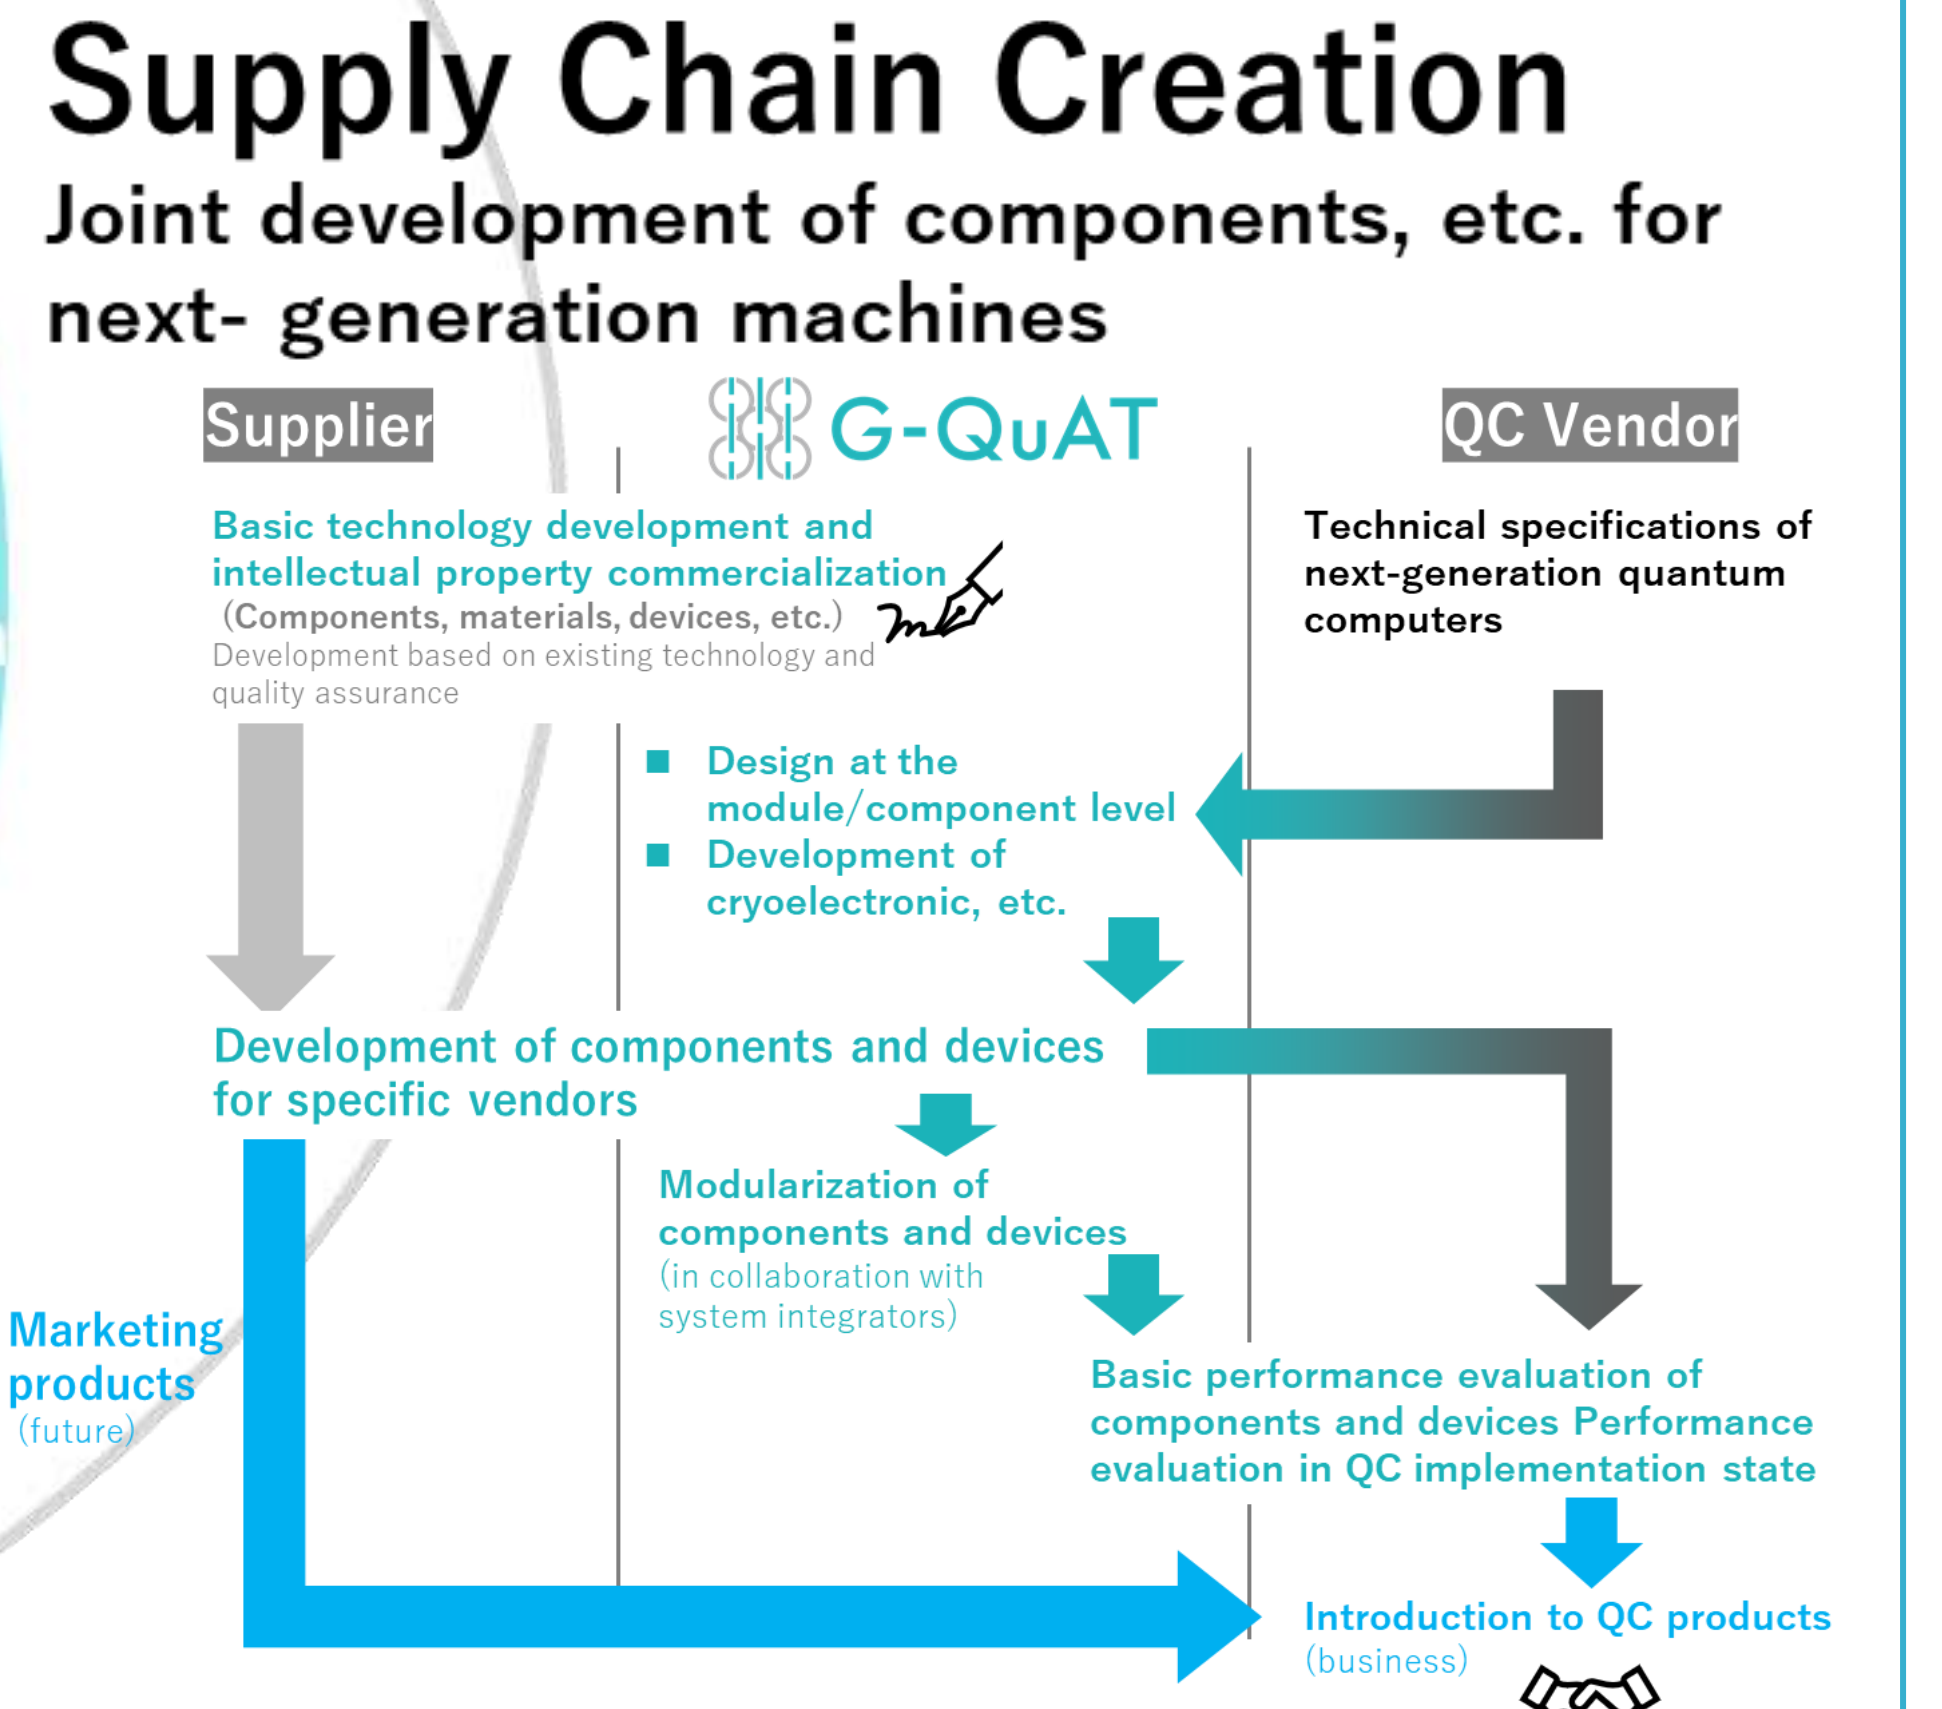 Supply Chain Creation
Joint development of components, etc. for
next- generation machines
Supplier
G-QuAT
QC Vendor
Basic technology development and
intellectual property commercialization
(Components, materials, devices, etc.)
Development based on existing technology and
quality assurance
Technical specifications of
next-generation quantum
computers
■ Design at the
module/component level
■ Development of
cryoelectronic, etc.
Development of components and devices
for specific vendors
Modularization of
components and devices
(in collaboration with
system integrators)
Marketing
products
(future)
Basic performance evaluation of
components and devices Performance
evaluation in QC implementation state
Introduction to QC products
(business)